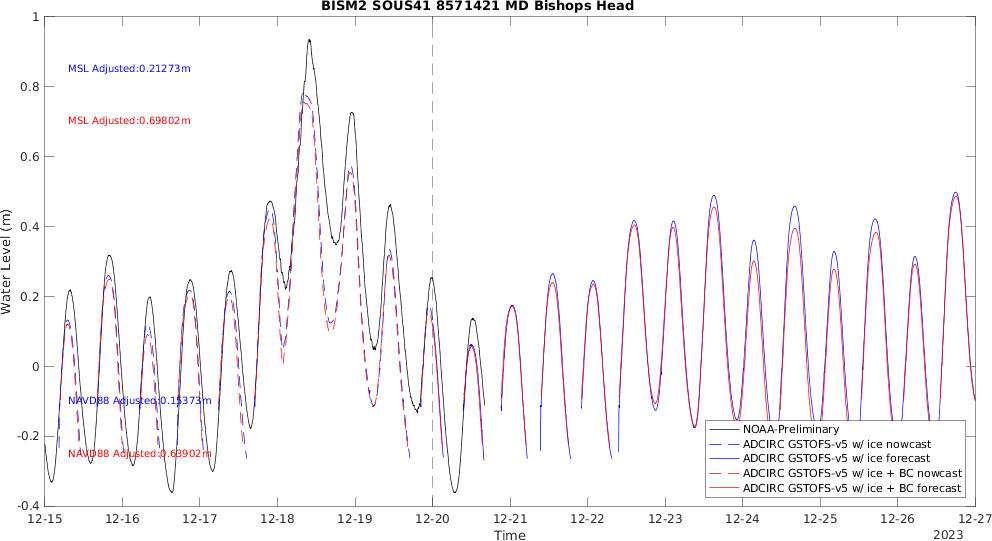 BISM2 SOUS41 8571421 MD Bishops Head
Water Level (m)
1
0.8
0.6
0.4
0.2
0
-0.2
-0.4
MSL Adjusted:0.21273m
MSL Adjusted:0.69802m
NAVD88 Adjusted:0.15373m
NAVD88 Adjusted:0.63902m
NOAA-Preliminary
ADCIRC GSTOFS-v5 w/ ice nowcast
ADCIRC GSTOFS-v5 w/ ice forecast
ADCIRC GSTOFS-v5 w/ ice + BC nowcast
ADCIRC GSTOFS-v5 w/ ice + BC forecast
12-15 12-16 12-17 12-18 12-19 12-20 12-21 12-22 12-23 12-24 12-25 12-26 12-27
Time
2023